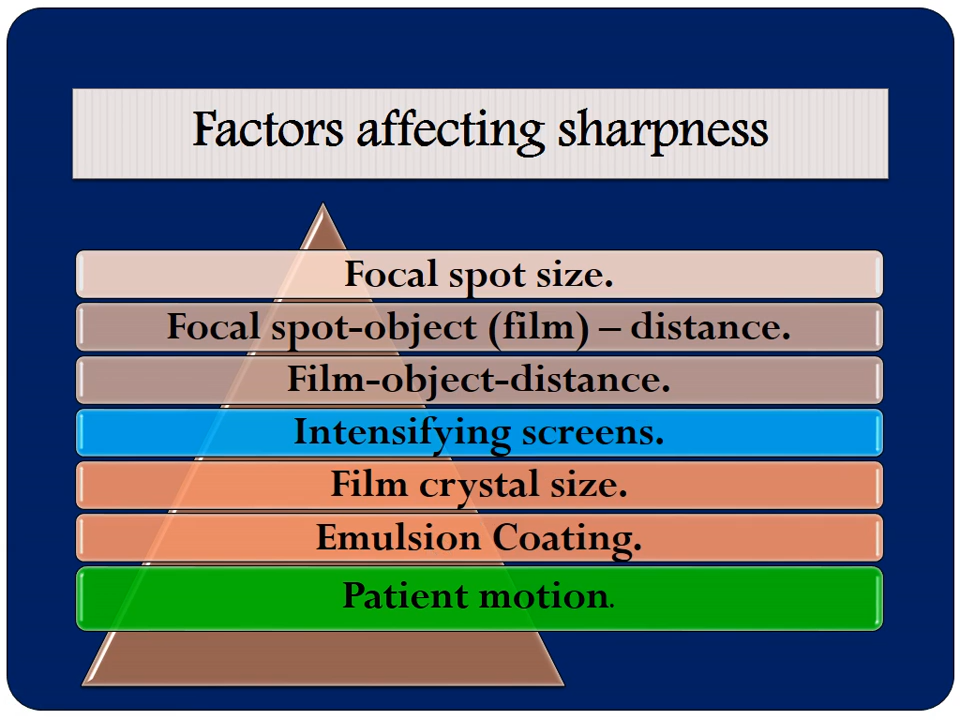 Factors affecting sharpness
Focal spot size.
Focal spot-object (film) – distance.
Film-object-distance.
Intensifying screens.
Film crystal size.
Emulsion Coating.
Patient motion.